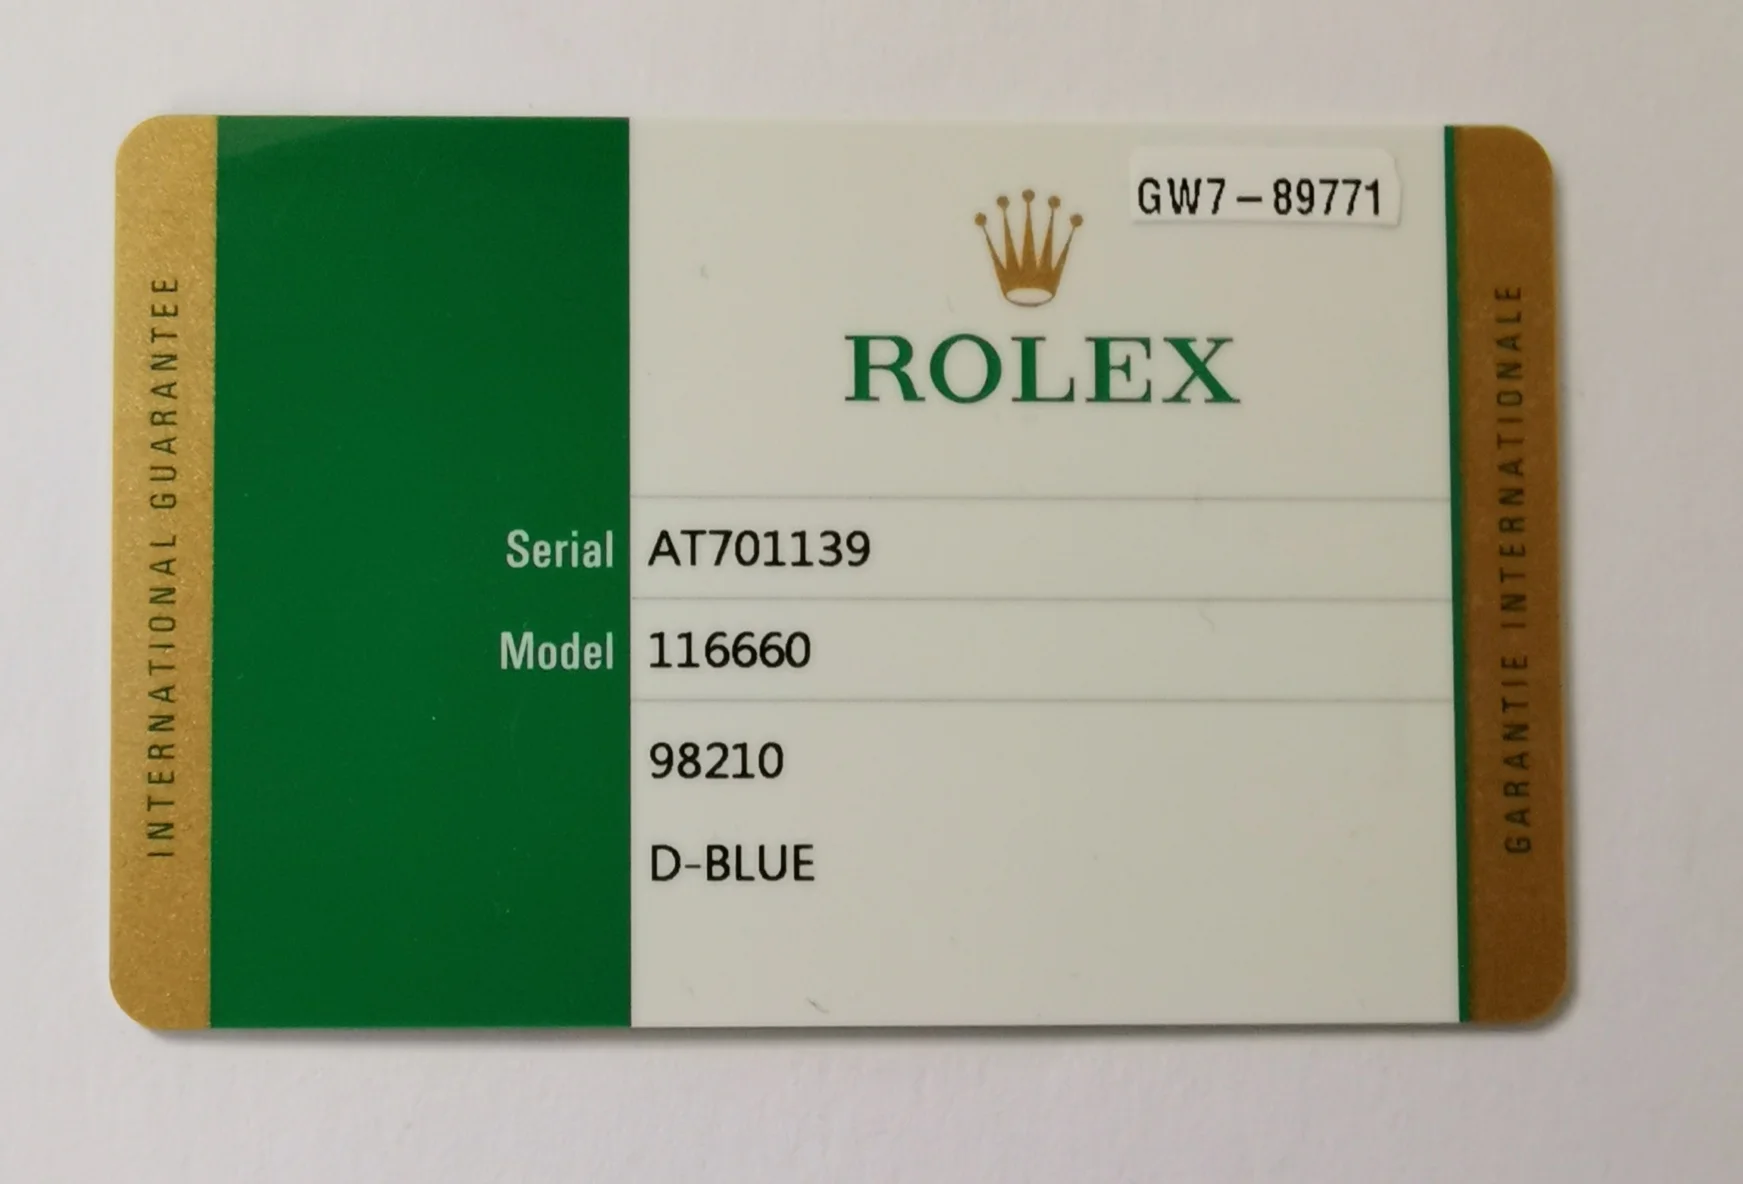 INTERNATIONAL GUARANTEE
GW7-89771
ROLEX
Serial AT701139
Model 116660
98210
D-BLUE
GARANTIE INTERNATIONALE